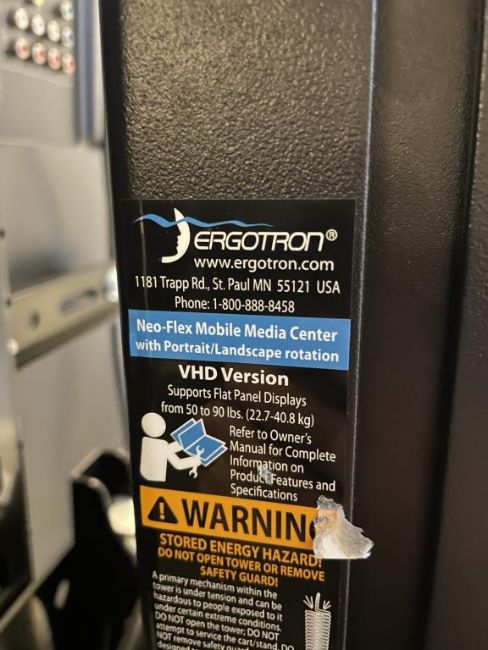 ERGOTRON®
www.ergotron.com
1181 Trapp Rd., St. Paul MN 55121 USA
Phone: 1-800-888-8458
Neo-Flex Mobile Media Center
with Portrait/Landscape rotation
VHD Version
Supports Flat Panel Displays
from 50 to 90 lbs. (22.7-40.8 kg)
Refer to Owner's
Manual for Complete
Information on
Product Features and
Specifications
WARNIN
STORED ENERGY HAZARD!
DO NOT OPEN TOWER OR REMOVE
SAFETY GUARD!
A primary mechanism within the
tower is under tension and can be
hazardous to people exposed to it
under certain extreme conditions.
DO NOT open the tower; DO NOT
attempt to service the cart/stand. DO
NOT remove safety